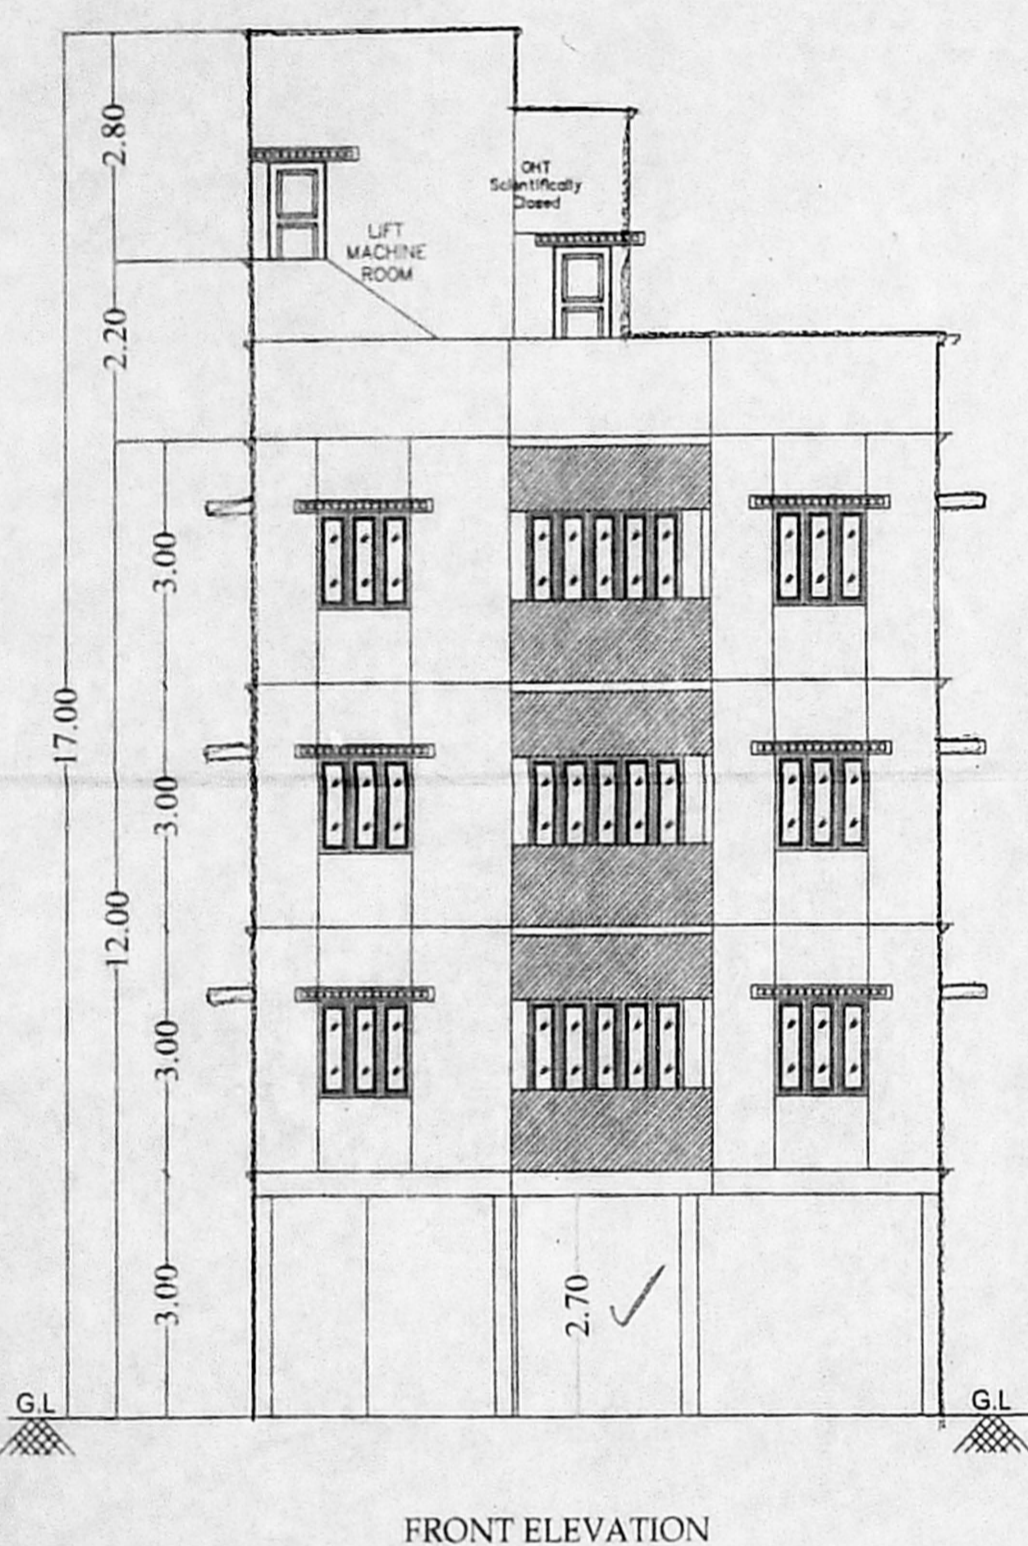 2.80
OHT
Scientifically
Closed
LIFT
MACHINE
ROOM
2.20
3.00
17.00
3.00
12.00
3.00
3.00
2.70
G.L
G.L
FRONT ELEVATION